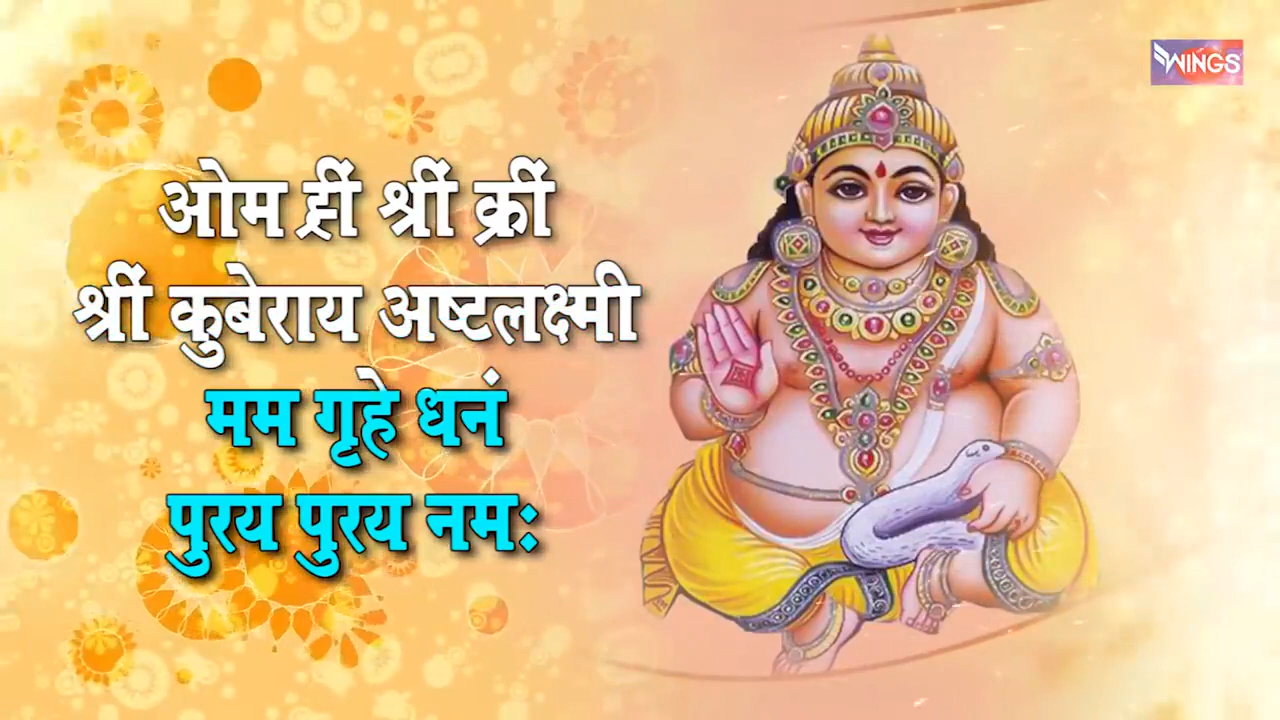 ओम ह्रीं श्रीं क्रीं
श्रीं कुबेराय अष्टलक्ष्मी
मम गृहे धनं
पुरय पुरय नमः
WINGS